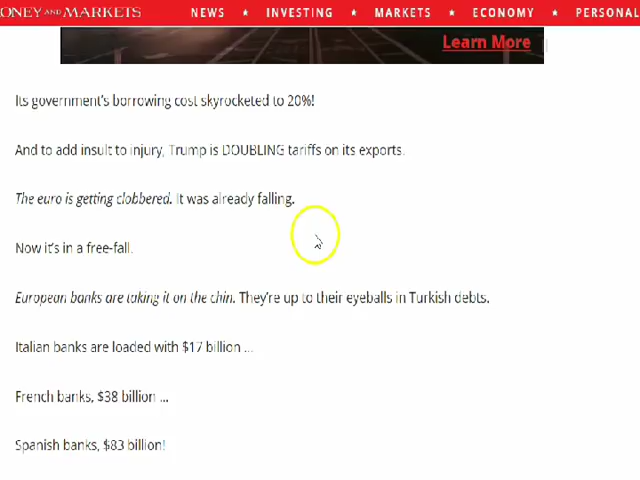 ONEY AND MARKETS NEWS ★ INVESTING ★ MARKETS ★ ECONOMY ★ PERSONAL
Learn More
Its government's borrowing cost skyrocketed to 20%!
And to add insult to injury, Trump is DOUBLING tariffs on its exports.
The euro is getting clobbered. It was already falling.
Now it's in a free-fall.
European banks are taking it on the chin. They're up to their eyeballs in Turkish debts.
Italian banks are loaded with $17 billion ...
French banks, $38 billion ...
Spanish banks, $83 billion!